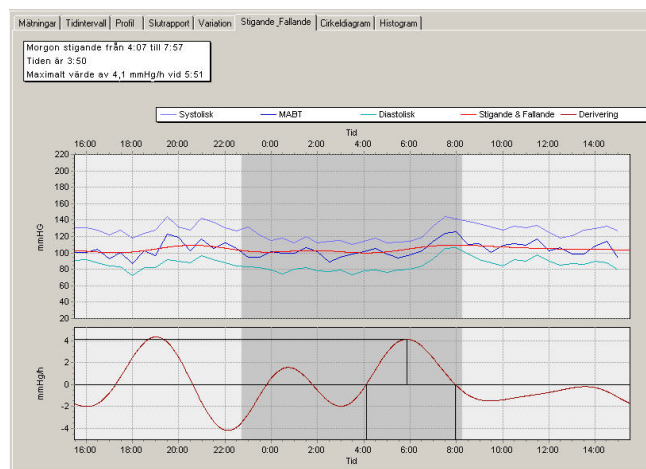 Mätningar Tidintervall Profil Slutrapport Variation Stigande_Fallande Cirkeldiagram Histogram
Morgon stigande från 4:07 till 7:57
Tiden är 3:50
Maximalt värde av 4,1 mmHg/h vid 5:51
Systolisk MABT Diastolisk Stigande & Fallande Derivering
Tid
16:00 18:00 20:00 22:00 0:00 2:00 4:00 6:00 8:00 10:00 12:00 14:00
220
200
180
160
140
120
100
80
60
40
20
mmHG
4
2
0
-2
-4
mmHg/h
16:00 18:00 20:00 22:00 0:00 2:00 4:00 6:00 8:00 10:00 12:00 14:00
Tid